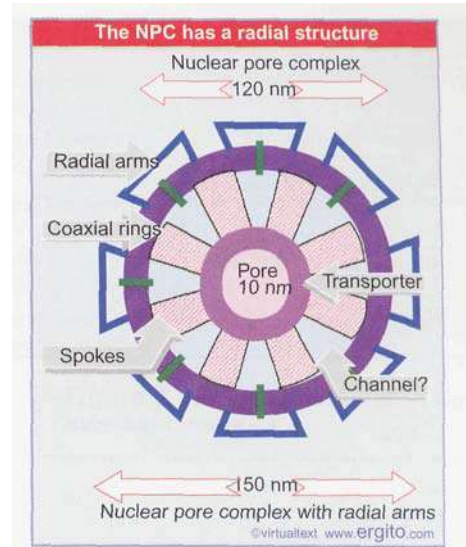 The NPC has a radial structure
Nuclear pore complex
120 nm
Radial arms
Coaxial rings
Pore
10 nm
Transporter
Spokes
Channel?
150 nm
Nuclear pore complex with radial arms
©virtualtext www.ergito.com